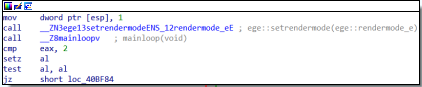 mov dword ptr [esp], 1
call __ZN3ege13setrendermodeENS_12rendermode_eE ; ege::setrendermode(ege::rendermode_e)
call __Z8mainloopv ; mainloop(void)
cmp eax, 2
setz al
test al, al
jz short loc_40BF84